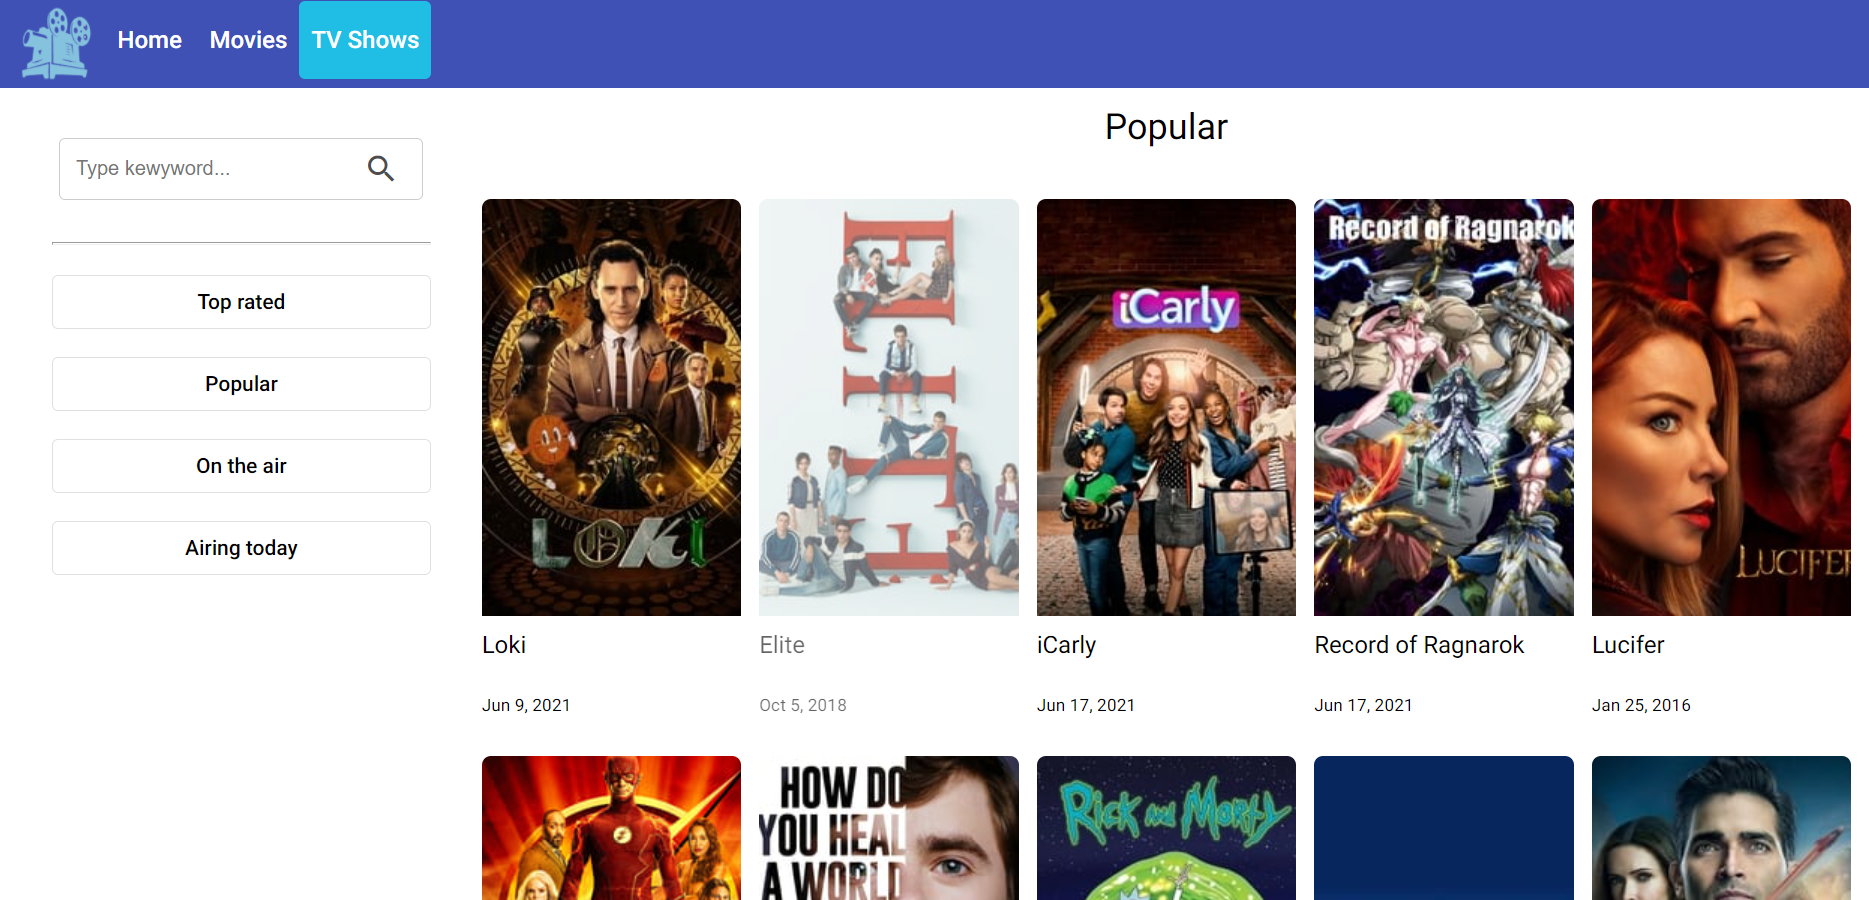 Home Movies TV Shows
Type kewyword...
Top rated
Popular
On the air
Airing today
Popular
LOKI
ELITE
iCarly
Record of Ragnarok
LUCIFER
Loki
Elite
iCarly
Record of Ragnarok
Lucifer
Jun 9, 2021
Oct 5, 2018
Jun 17, 2021
Jun 17, 2021
Jan 25, 2016
HOW DO
YOU HEAL
A WORLD
Rick and Morty